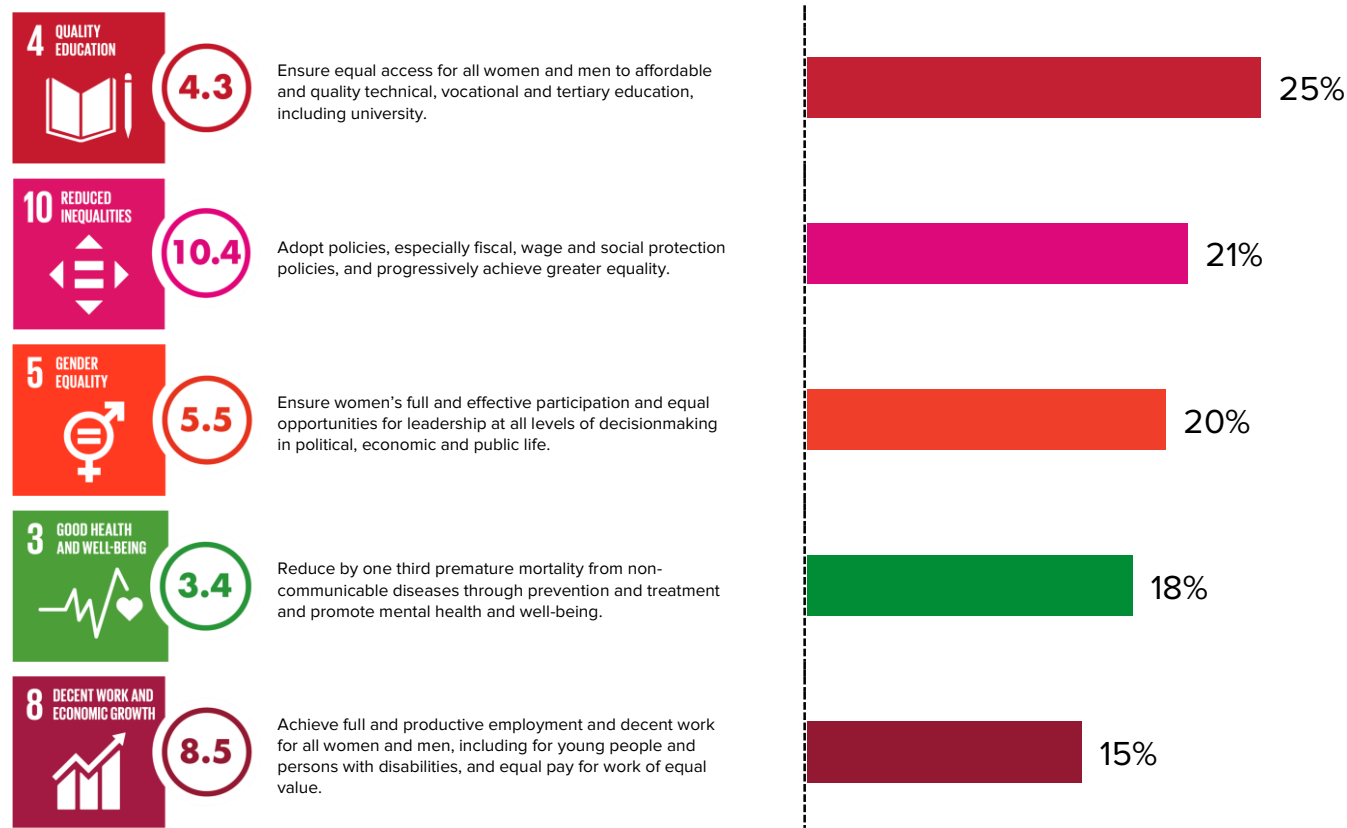 4 QUALITY
EDUCATION
4.3
Ensure equal access for all women and men to affordable
and quality technical, vocational and tertiary education,
including university.
25%
10 REDUCED
INEQUALITIES
10.4
Adopt policies, especially fiscal, wage and social protection
policies, and progressively achieve greater equality.
21%
5 GENDER
EQUALITY
5.5
Ensure women’s full and effective participation and equal
opportunities for leadership at all levels of decisionmaking
in political, economic and public life.
20%
3 GOOD HEALTH
AND WELL-BEING
3.4
Reduce by one third premature mortality from non-
communicable diseases through prevention and treatment
and promote mental health and well-being.
18%
8 DECENT WORK AND
ECONOMIC GROWTH
8.5
Achieve full and productive employment and decent work
for all women and men, including for young people and
persons with disabilities, and equal pay for work of equal
value.
15%